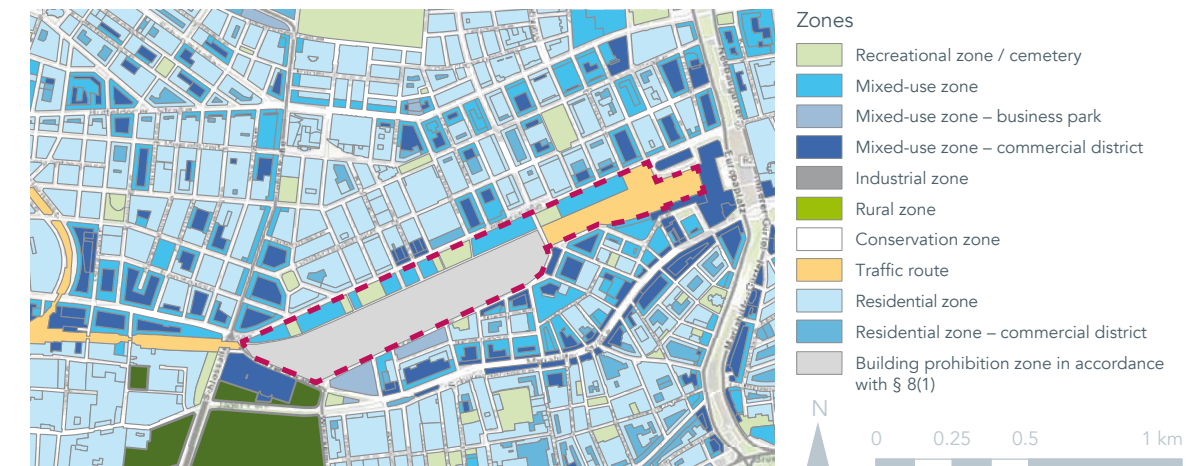 Zones
Recreational zone / cemetery
Mixed-use zone
Mixed-use zone – business park
Mixed-use zone – commercial district
Industrial zone
Rural zone
Conservation zone
Traffic route
Residential zone
Residential zone – commercial district
Building prohibition zone in accordance
with § 8(1)
N
0 0.25 0.5 1 km
Europaplatz